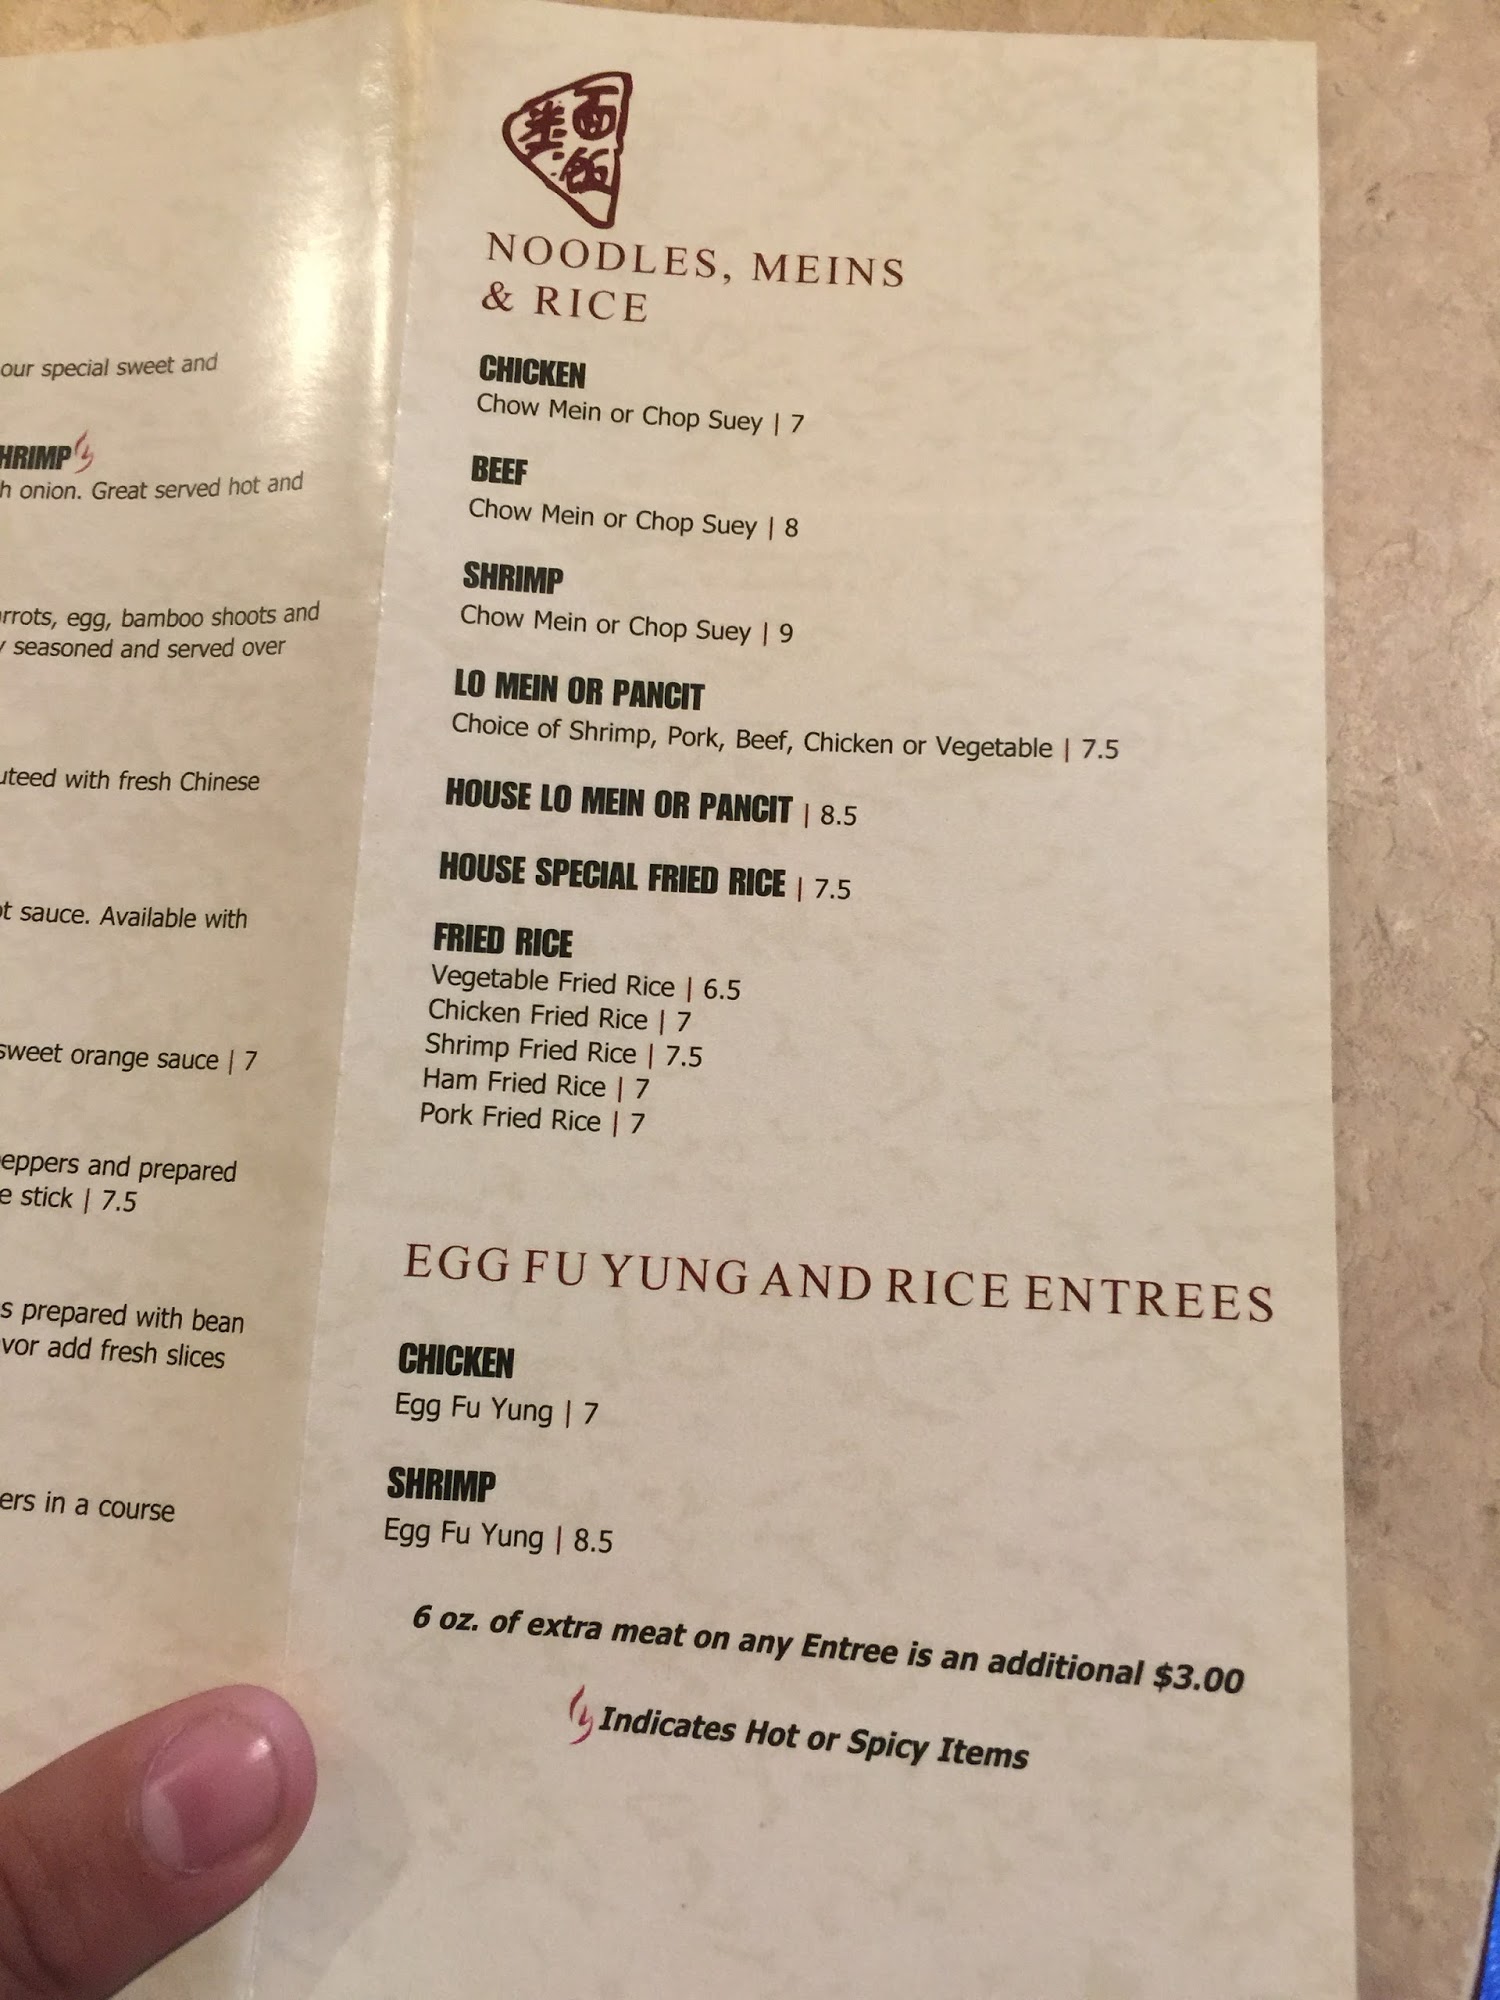 our special sweet and
HRIMP
h onion. Great served hot and
rrots, egg, bamboo shoots and
y seasoned and served over
uteed with fresh Chinese
ot sauce. Available with
sweet orange sauce | 7
eppers and prepared
e stick | 7.5
s prepared with bean
vor add fresh slices
ers in a course
麵 飯
NOODLES, MEINS
& RICE
CHICKEN
Chow Mein or Chop Suey | 7
BEEF
Chow Mein or Chop Suey | 8
SHRIMP
Chow Mein or Chop Suey | 9
LO MEIN OR PANCIT
Choice of Shrimp, Pork, Beef, Chicken or Vegetable | 7.5
HOUSE LO MEIN OR PANCIT | 8.5
HOUSE SPECIAL FRIED RICE | 7.5
FRIED RICE
Vegetable Fried Rice | 6.5
Chicken Fried Rice | 7
Shrimp Fried Rice | 7.5
Ham Fried Rice | 7
Pork Fried Rice | 7
EGG FU YUNG AND RICE ENTREES
CHICKEN
Egg Fu Yung | 7
SHRIMP
Egg Fu Yung | 8.5
6 oz. of extra meat on any Entree is an additional $3.00
Indicates Hot or Spicy Items